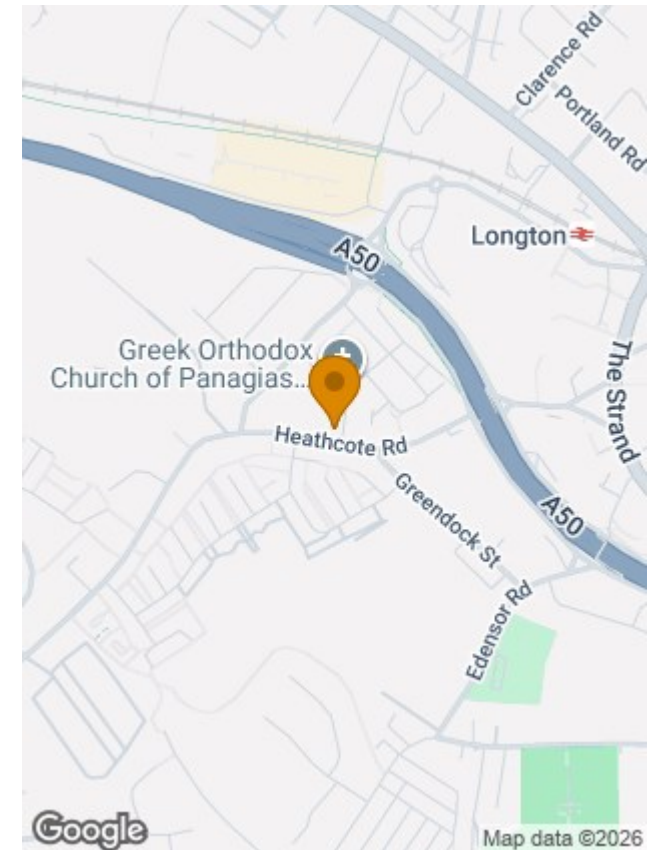 Clarence Rd
Portland Rd
Longton
A50
The Strand
Greek Orthodox
Church of Panagias...
Heathcote Rd
Greendock St
A50
Edensor Rd
Google
Map data ©2026